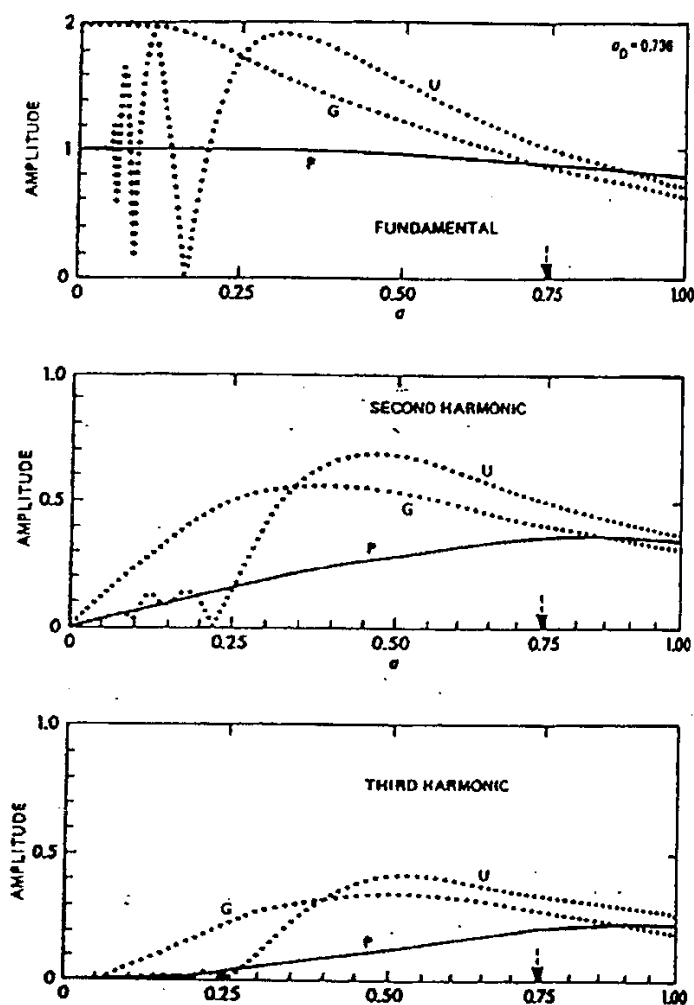 2
1
0
AMPLITUDE
σ_D = 0.736
U
G
P
FUNDAMENTAL
0 0.25 0.50 0.75 1.00
σ
1.0
0.5
0
AMPLITUDE
SECOND HARMONIC
U
G
P
0 0.25 0.50 0.75 1.00
σ
1.0
0.5
0
AMPLITUDE
THIRD HARMONIC
U
G
P
0 0.25 0.50 0.75 1.00